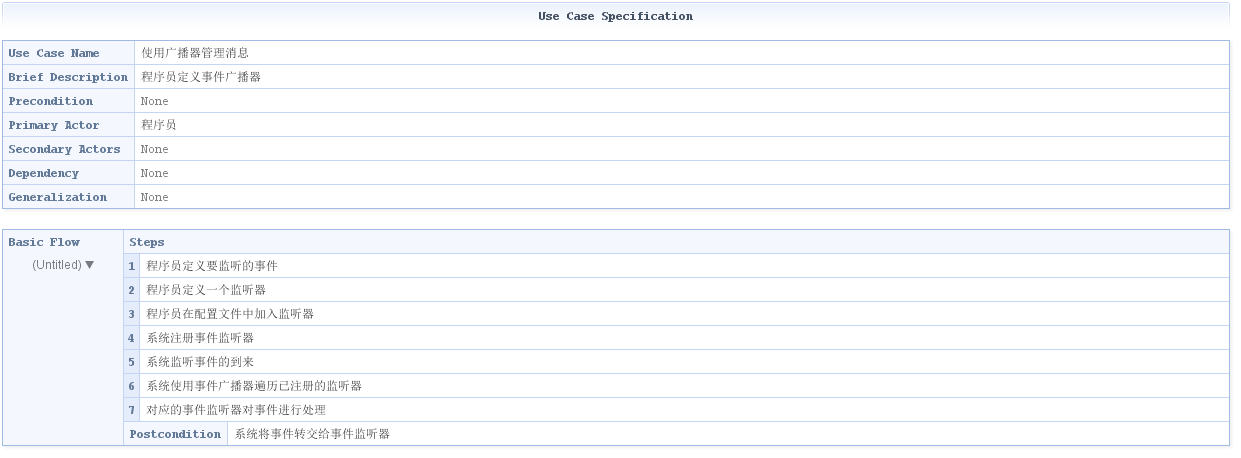 Use Case Specification
Use Case Name 使用广播器管理消息
Brief Description 程序员定义事件广播器
Precondition None
Primary Actor 程序员
Secondary Actors None
Dependency None
Generalization None
Basic Flow Steps
(Untitled) ▼
1 程序员定义要监听的事件
2 程序员定义一个监听器
3 程序员在配置文件中加入监听器
4 系统注册事件监听器
5 系统监听事件的到来
6 系统使用事件广播器遍历已注册的监听器
7 对应的事件监听器对事件进行处理
Postcondition 系统将事件转交给事件监听器